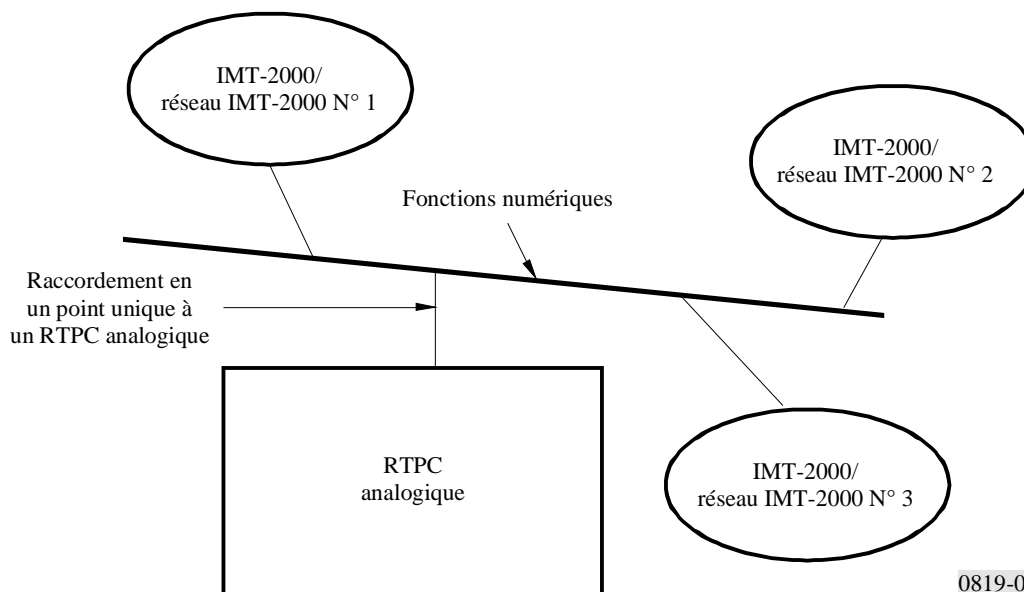 IMT-2000/
réseau IMT-2000 N° 1
IMT-2000/
réseau IMT-2000 N° 2
Fonctions numériques
Raccordement en
un point unique à
un RTPC analogique
RTPC
analogique
IMT-2000/
réseau IMT-2000 N° 3
0819-0